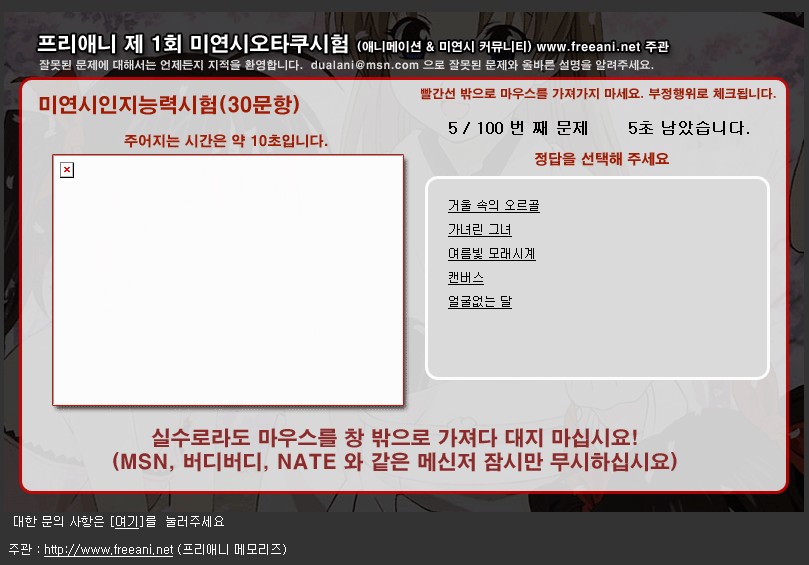 프리애니 제 1회 미연시오타쿠시험 (애니메이션 & 미연시 커뮤니티) www.freeani.net 주관
잘못된 문제에 대해서는 언제든지 지적을 환영합니다. dualani@msn.com 으로 잘못된 문제와 올바른 설명을 알려주세요.
미연시인지능력시험(30문항)
빨간선 밖으로 마우스를 가져가지 마세요. 부정행위로 체크됩니다.
5 / 100 번 째 문제 5초 남았습니다.
주어지는 시간은 약 10초입니다.
정답을 선택해 주세요
거울 속의 오르골
가녀린 그녀
여름빛 모래시계
캔버스
얼굴없는 달
실수로라도 마우스를 창 밖으로 가져다 대지 마십시요!
(MSN, 버디버디, NATE 와 같은 메신저 잠시만 무시하십시요)
대한 문의 사항은 [여기]를 눌러주세요
주관 : http://www.freeani.net (프리애니 메모리즈)